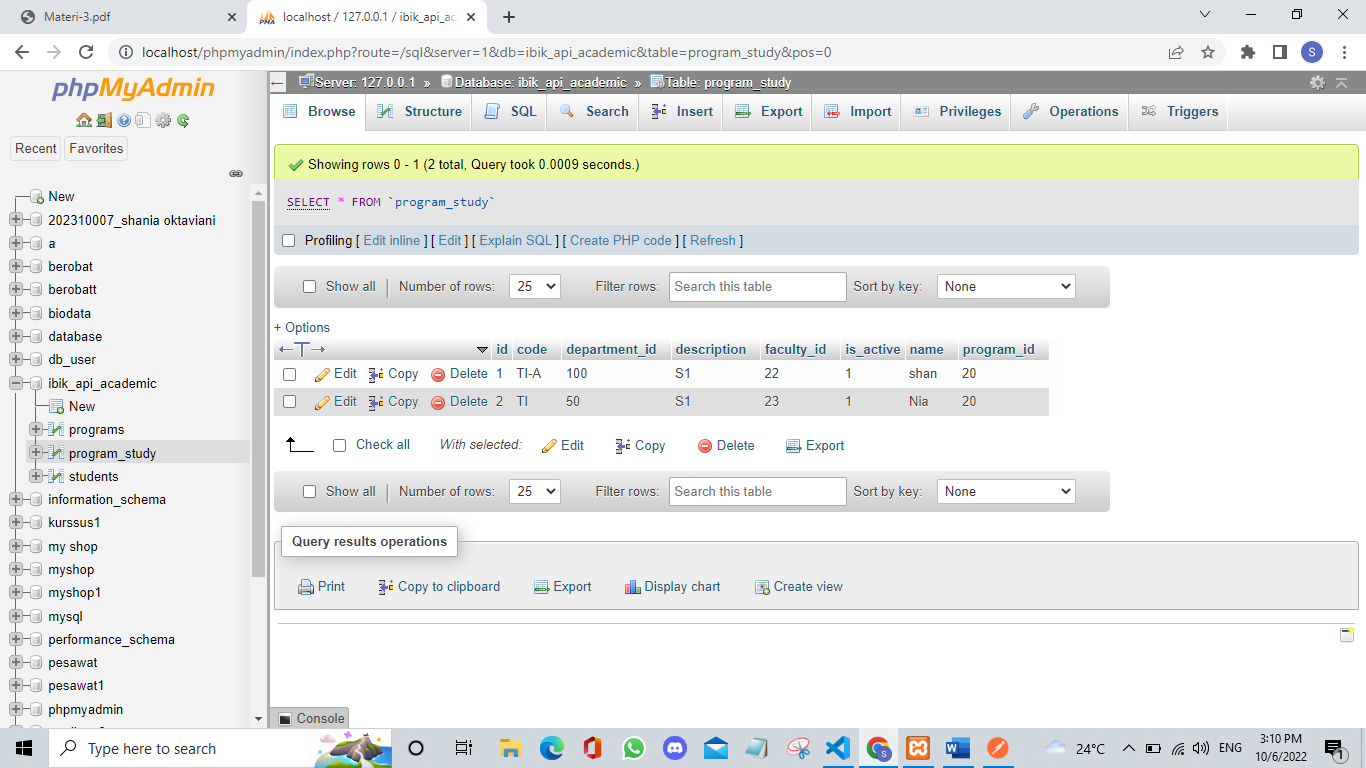 Materi-3.pdf
localhost / 127.0.0.1 / ibik_api_ac
localhost/phpmyadmin/index.php?route=/sql&server=1&db=ibik_api_academic&table=program_study&pos=0
S
phpMyAdmin
Recent Favorites
New
202310007_shania oktaviani
a
berobat
berobatt
biodata
database
db_user
ibik_api_academic
New
programs
program_study
students
information_schema
kurssus1
my shop
myshop
myshop1
mysql
performance_schema
pesawat
pesawat1
phpmyadmin
Server: 127.0.0.1 » Database: ibik_api_academic » Table: program_study
Browse Structure SQL Search Insert Export Import Privileges Operations Triggers
Showing rows 0 - 1 (2 total, Query took 0.0009 seconds.)
SELECT * FROM `program_study`
Profiling [ Edit inline ] [ Edit ] [ Explain SQL ] [ Create PHP code ] [ Refresh ]
Show all Number of rows: 25 Filter rows: Search this table Sort by key: None
+ Options
id code department_id description faculty_id is_active name program_id
Edit Copy Delete 1 TI-A 100 S1 22 1 shan 20
Edit Copy Delete 2 TI 50 S1 23 1 Nia 20
Check all With selected: Edit Copy Delete Export
Show all Number of rows: 25 Filter rows: Search this table Sort by key: None
Query results operations
Print Copy to clipboard Export Display chart Create view
Console
Type here to search
24°C ENG
3:10 PM
10/6/2022
1